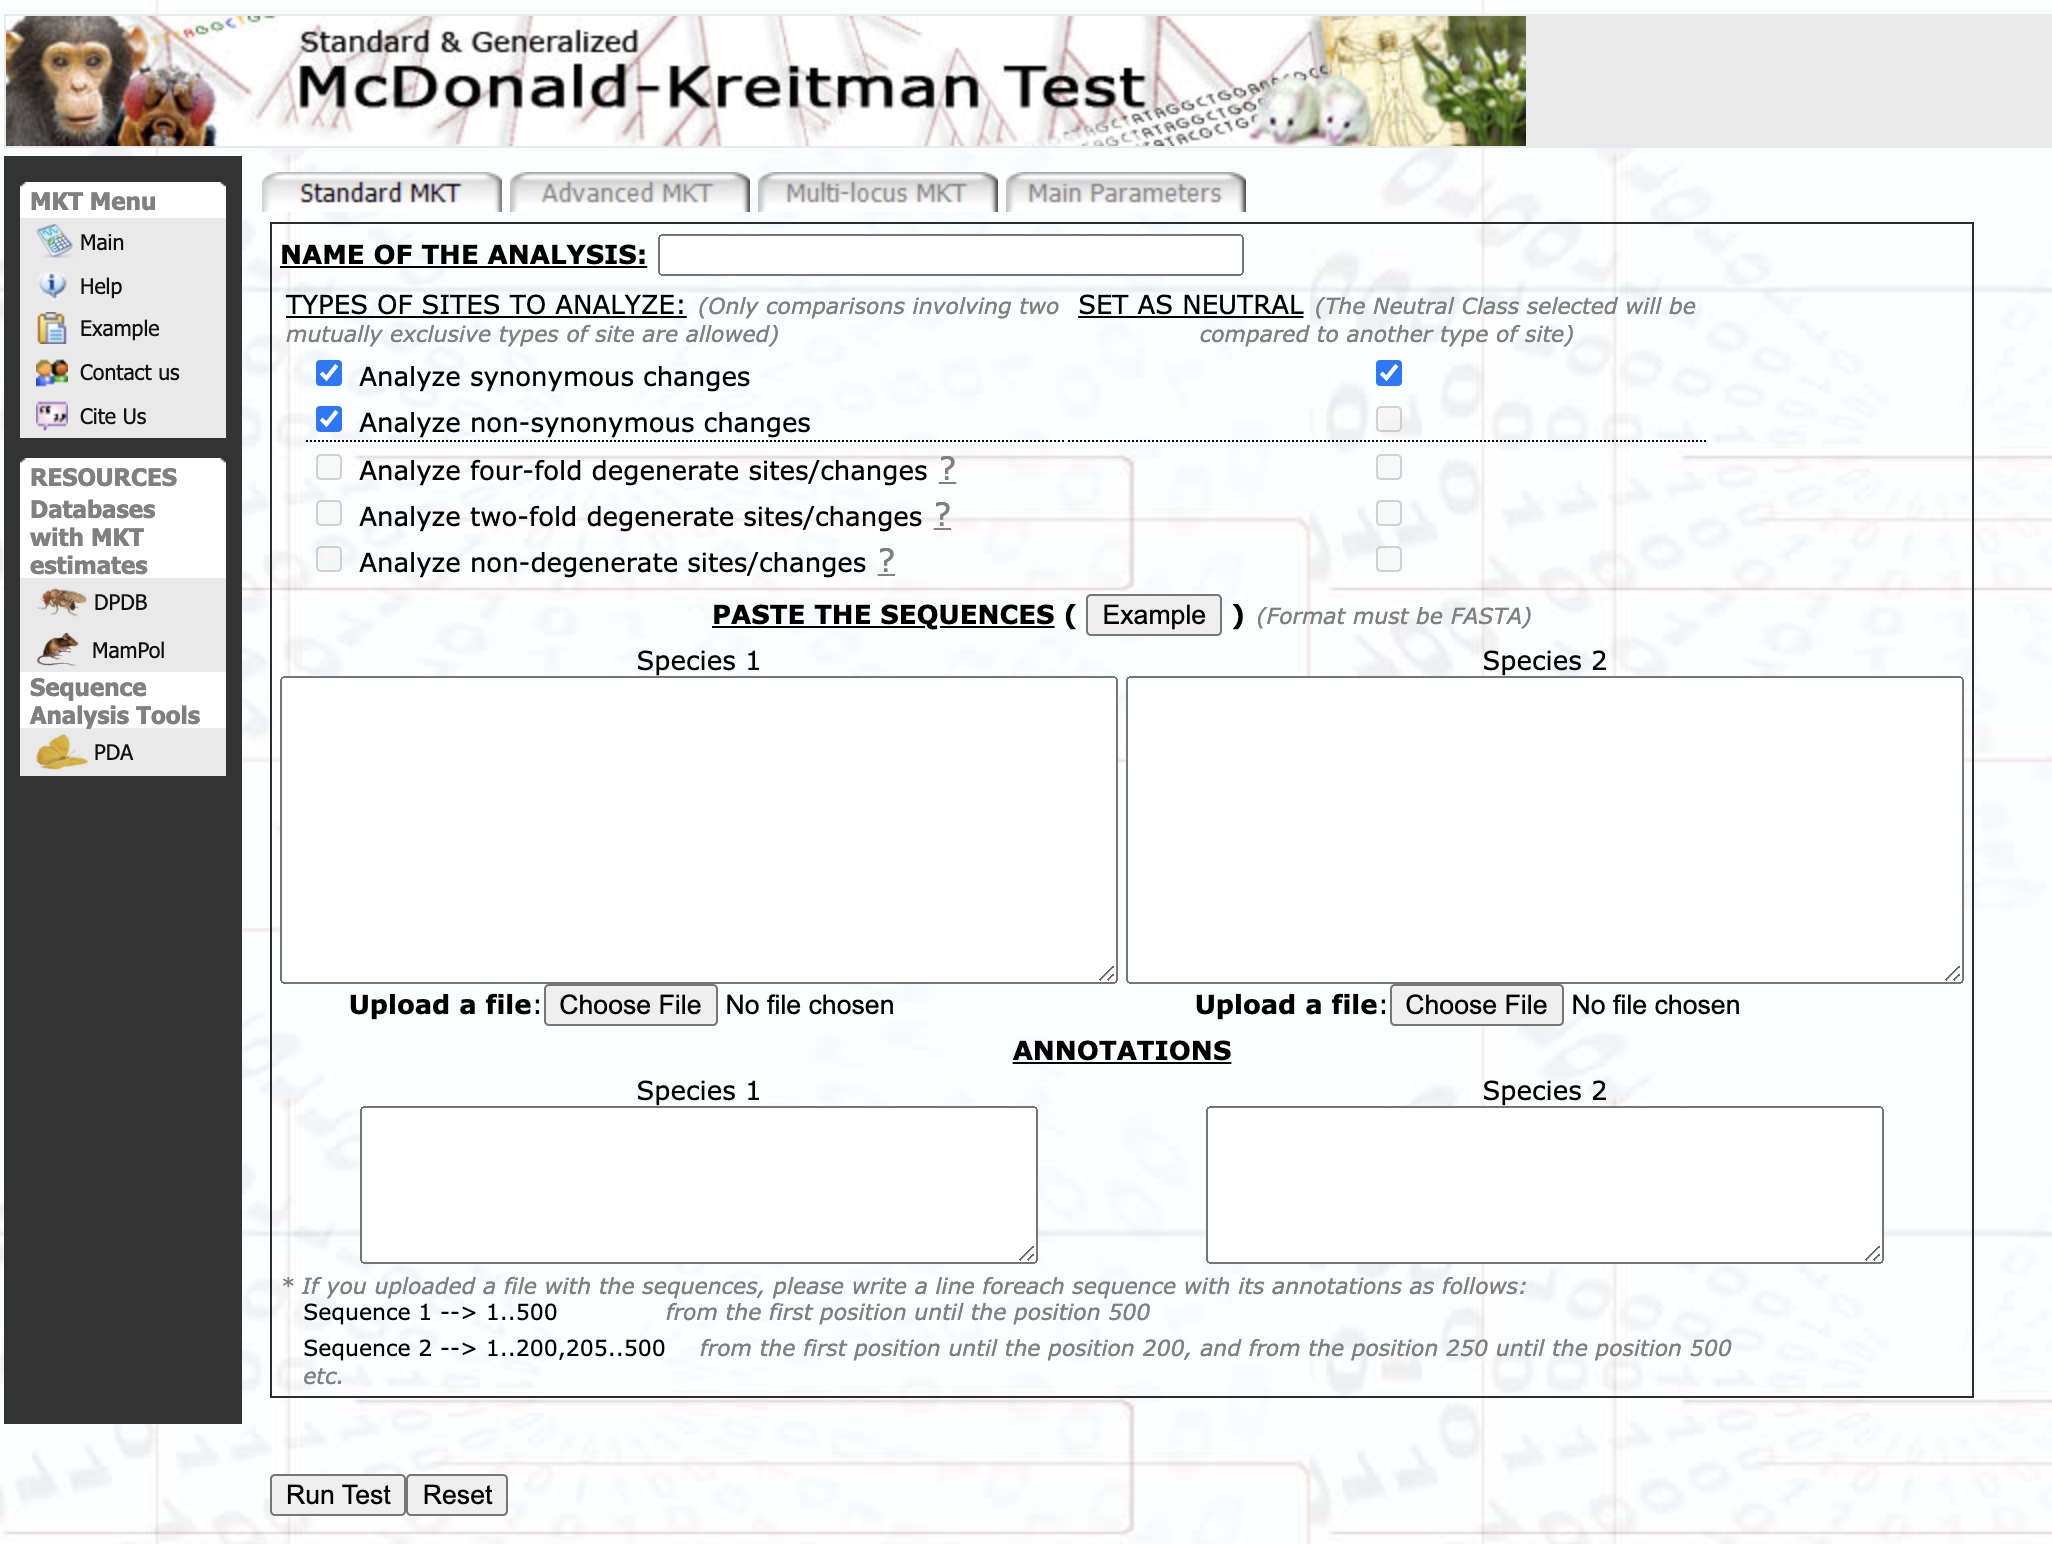 Standard & Generalized
McDonald-Kreitman Test
MKT Menu
Main
Help
Example
Contact us
Cite Us
RESOURCES
Databases
with MKT
estimates
DPDB
MamPol
Sequence
Analysis Tools
PDA
Standard MKT
Advanced MKT
Multi-locus MKT
Main Parameters
NAME OF THE ANALYSIS:
TYPES OF SITES TO ANALYZE: (Only comparisons involving two
mutually exclusive types of site are allowed)
SET AS NEUTRAL (The Neutral Class selected will be
compared to another type of site)
Analyze synonymous changes
Analyze non-synonymous changes
Analyze four-fold degenerate sites/changes ?
Analyze two-fold degenerate sites/changes ?
Analyze non-degenerate sites/changes ?
PASTE THE SEQUENCES ( Example ) (Format must be FASTA)
Species 1
Species 2
Upload a file: Choose File No file chosen
Upload a file: Choose File No file chosen
ANNOTATIONS
Species 1
Species 2
* If you uploaded a file with the sequences, please write a line foreach sequence with its annotations as follows:
Sequence 1 --> 1..500 from the first position until the position 500
Sequence 2 --> 1..200,205..500 from the first position until the position 200, and from the position 250 until the position 500
etc.
Run Test
Reset